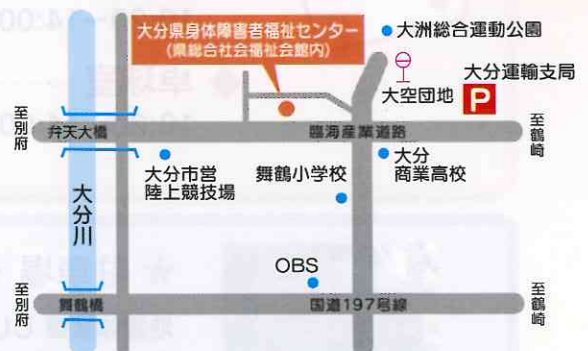 大分県身体障害者福祉センター
(県総合社会福祉会館内)
大洲総合運動公園
大空団地
大分運輸支局
P
至別府
弁天大橋
臨海産業道路
至鶴崎
大分川
大分市営
陸上競技場
舞鶴小学校
大分
商業高校
OBS
至別府
舞鶴橋
国道197号線
至鶴崎